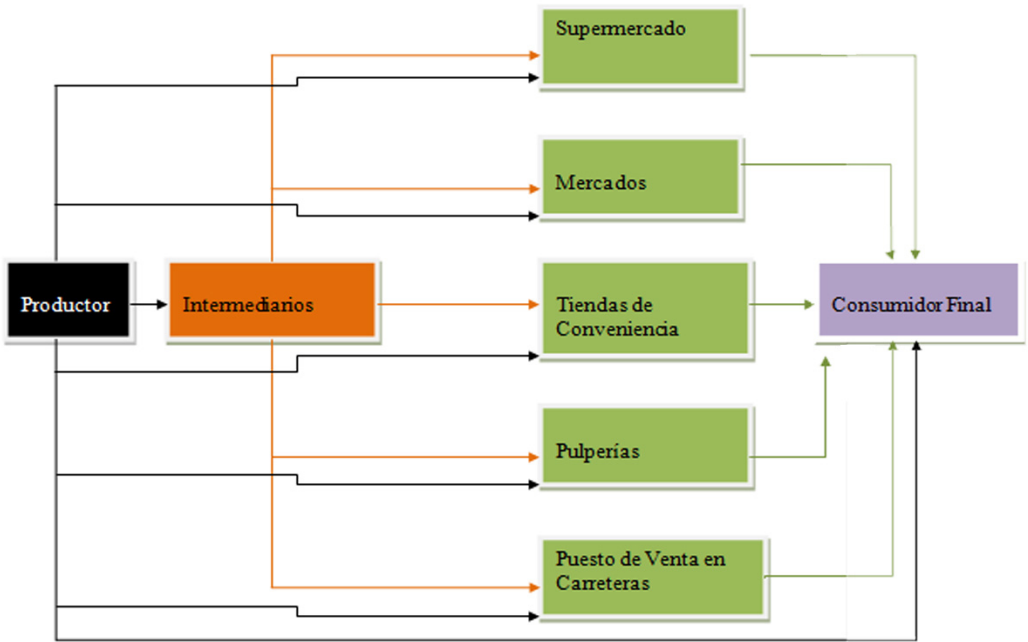 Supermercado
Mercados
Productor
Intermediarios
Tiendas de
Conveniencia
Consumidor Final
Pulperías
Puesto de Venta en
Carreteras